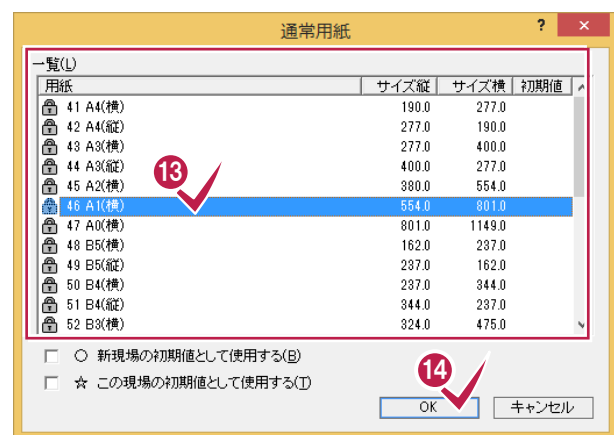 通常用紙 ? ×
一覧(L)
用紙 サイズ縦 サイズ横 初期値
41 A4(横) 190.0 277.0
42 A4(縦) 277.0 190.0
43 A3(横) 277.0 400.0
44 A3(縦) 400.0 277.0
45 A2(横) 380.0 554.0
46 A1(横) 554.0 801.0
47 A0(横) 801.0 1149.0
48 B5(横) 162.0 237.0
49 B5(縦) 237.0 162.0
50 B4(横) 237.0 344.0
51 B4(縦) 344.0 237.0
52 B3(横) 324.0 475.0
13
○ 新現場の初期値として使用する(B)
☆ この現場の初期値として使用する(T)
14
OK キャンセル